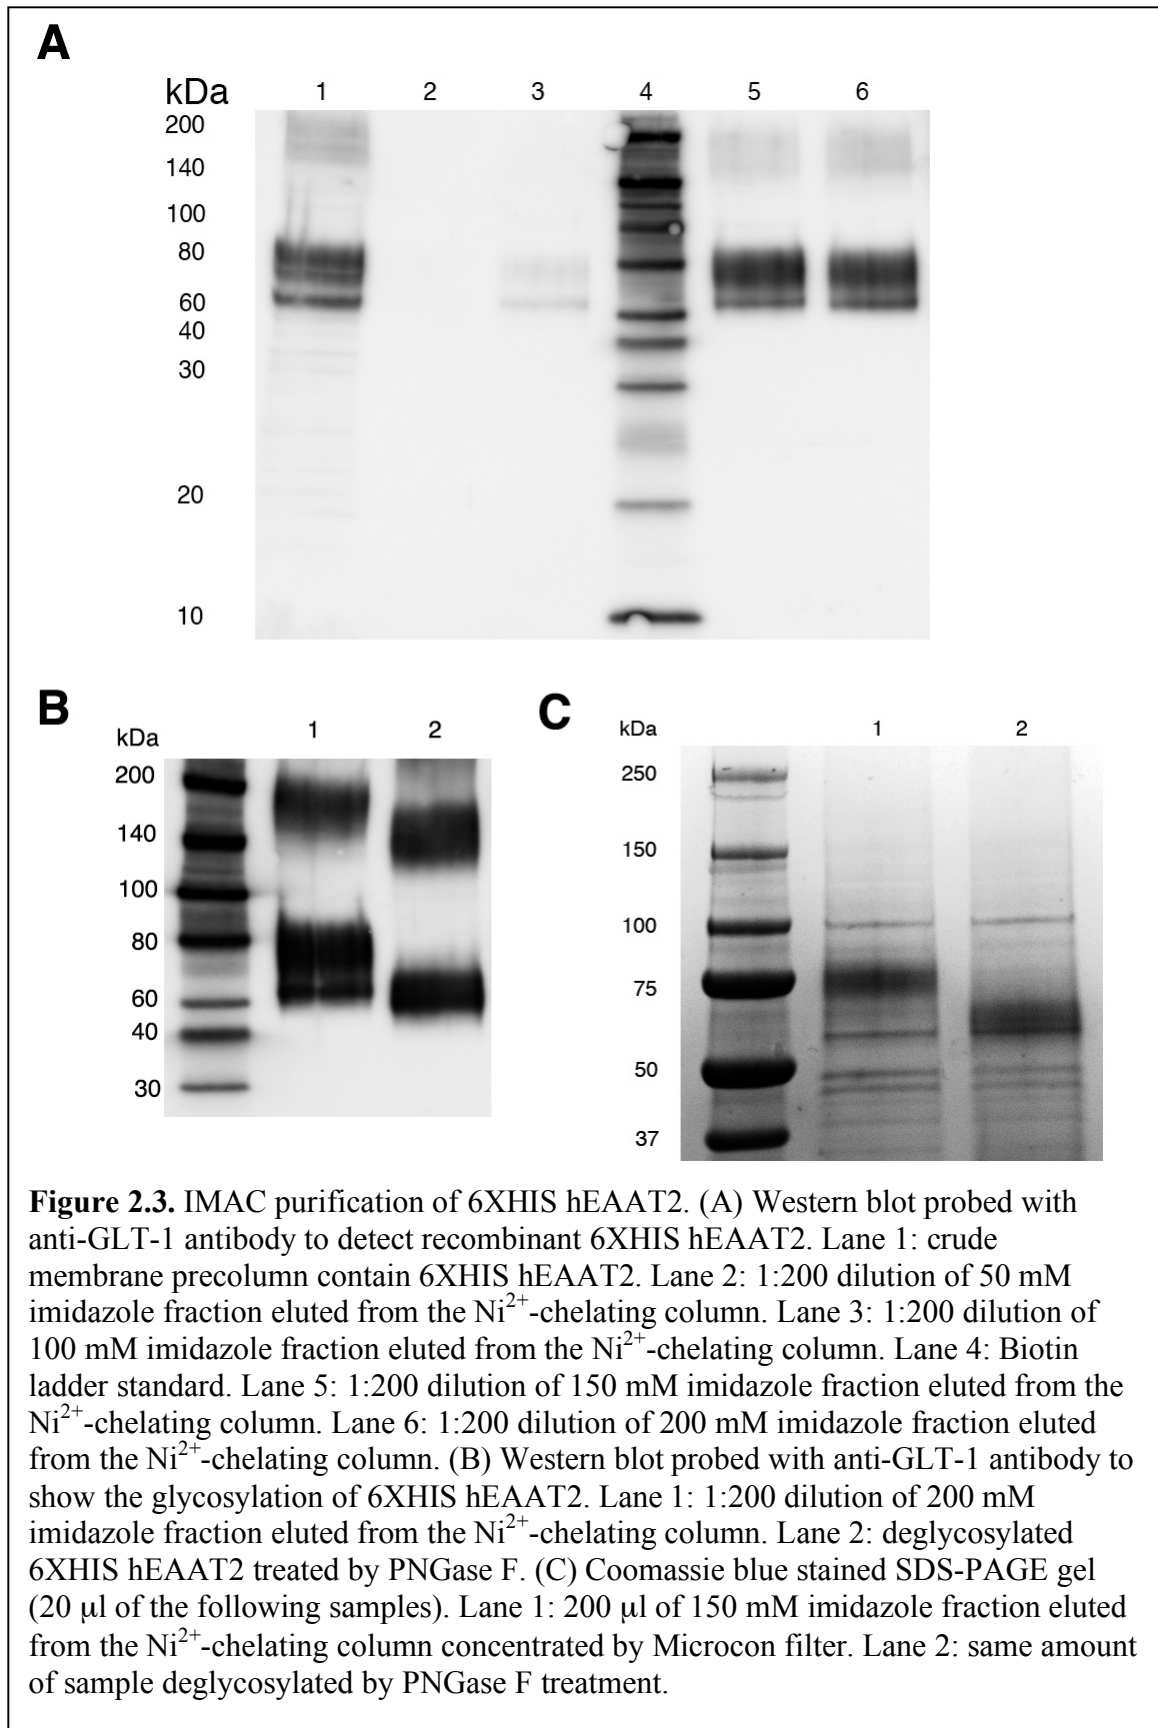 A
kDa 1 2 3 4 5 6
200
140
100
80
60
40
30
20
10
B
kDa 1 2
200
140
100
80
60
40
30
C
kDa 1 2
250
150
100
75
50
37
Figure 2.3. IMAC purification of 6XHIS hEAAT2. (A) Western blot probed with
anti-GLT-1 antibody to detect recombinant 6XHIS hEAAT2. Lane 1: crude
membrane precolumn contain 6XHIS hEAAT2. Lane 2: 1:200 dilution of 50 mM
imidazole fraction eluted from the Ni²⁺-chelating column. Lane 3: 1:200 dilution of
100 mM imidazole fraction eluted from the Ni²⁺-chelating column. Lane 4: Biotin
ladder standard. Lane 5: 1:200 dilution of 150 mM imidazole fraction eluted from the
Ni²⁺-chelating column. Lane 6: 1:200 dilution of 200 mM imidazole fraction eluted
from the Ni²⁺-chelating column. (B) Western blot probed with anti-GLT-1 antibody to
show the glycosylation of 6XHIS hEAAT2. Lane 1: 1:200 dilution of 200 mM
imidazole fraction eluted from the Ni²⁺-chelating column. Lane 2: deglycosylated
6XHIS hEAAT2 treated by PNGase F. (C) Coomassie blue stained SDS-PAGE gel
(20 μl of the following samples). Lane 1: 200 μl of 150 mM imidazole fraction eluted
from the Ni²⁺-chelating column concentrated by Microcon filter. Lane 2: same amount
of sample deglycosylated by PNGase F treatment.